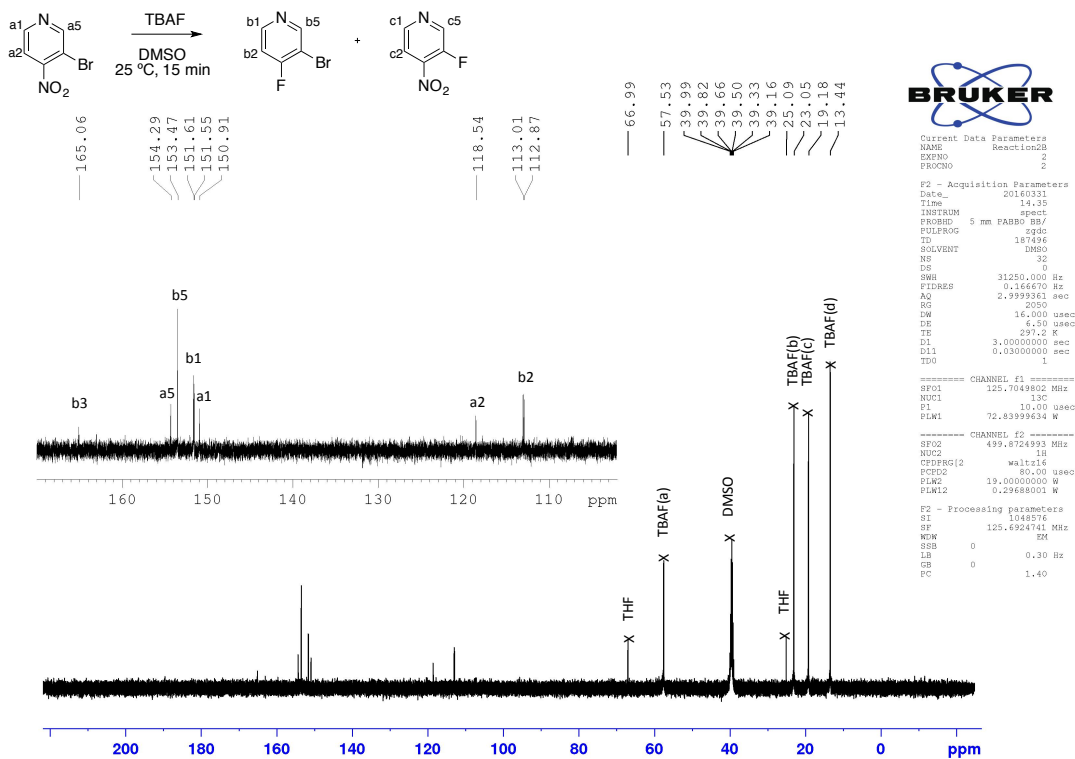 a1
N
a5
a2
Br
NO2
TBAF
DMSO
25 ºC, 15 min
b1
N
b5
b2
Br
F
+
c1
N
c5
c2
F
NO2
165.06
154.29
153.47
151.61
151.55
150.91
118.54
113.01
112.87
66.99
57.53
39.99
39.82
39.66
39.50
39.33
39.16
25.09
23.05
19.18
13.44
BRUKER
Current Data Parameters
NAME Reaction2B
EXPNO 2
PROCNO 2
F2 - Acquisition Parameters
Date_ 20160331
Time 14.35
INSTRUM spect
PROBHD 5 mm PABBO BB/
PULPROG zgdc
TD 187496
SOLVENT DMSO
NS 32
DS 0
SWH 31250.000 Hz
FIDRES 0.166670 Hz
AQ 2.9999361 sec
RG 2050
DW 16.000 usec
DE 6.50 usec
TE 297.2 K
D1 3.00000000 sec
D11 0.03000000 sec
TD0 1
======== CHANNEL f1 ========
SFO1 125.7049802 MHz
NUC1 13C
P1 10.00 usec
PLW1 72.83999634 W
======== CHANNEL f2 ========
SFO2 499.8724993 MHz
NUC2 1H
CPDPRG[2 waltz16
PCPD2 80.00 usec
PLW2 19.00000000 W
PLW12 0.29688001 W
F2 - Processing parameters
SI 1048576
SF 125.6924741 MHz
WDW EM
SSB 0
LB 0.30 Hz
GB 0
PC 1.40
b3
a5
b5
b1
a1
a2
b2
160 150 140 130 120 110 ppm
THF
TBAF(a)
DMSO
THF
TBAF(b)
TBAF(c)
TBAF(d)
200 180 160 140 120 100 80 60 40 20 0 ppm